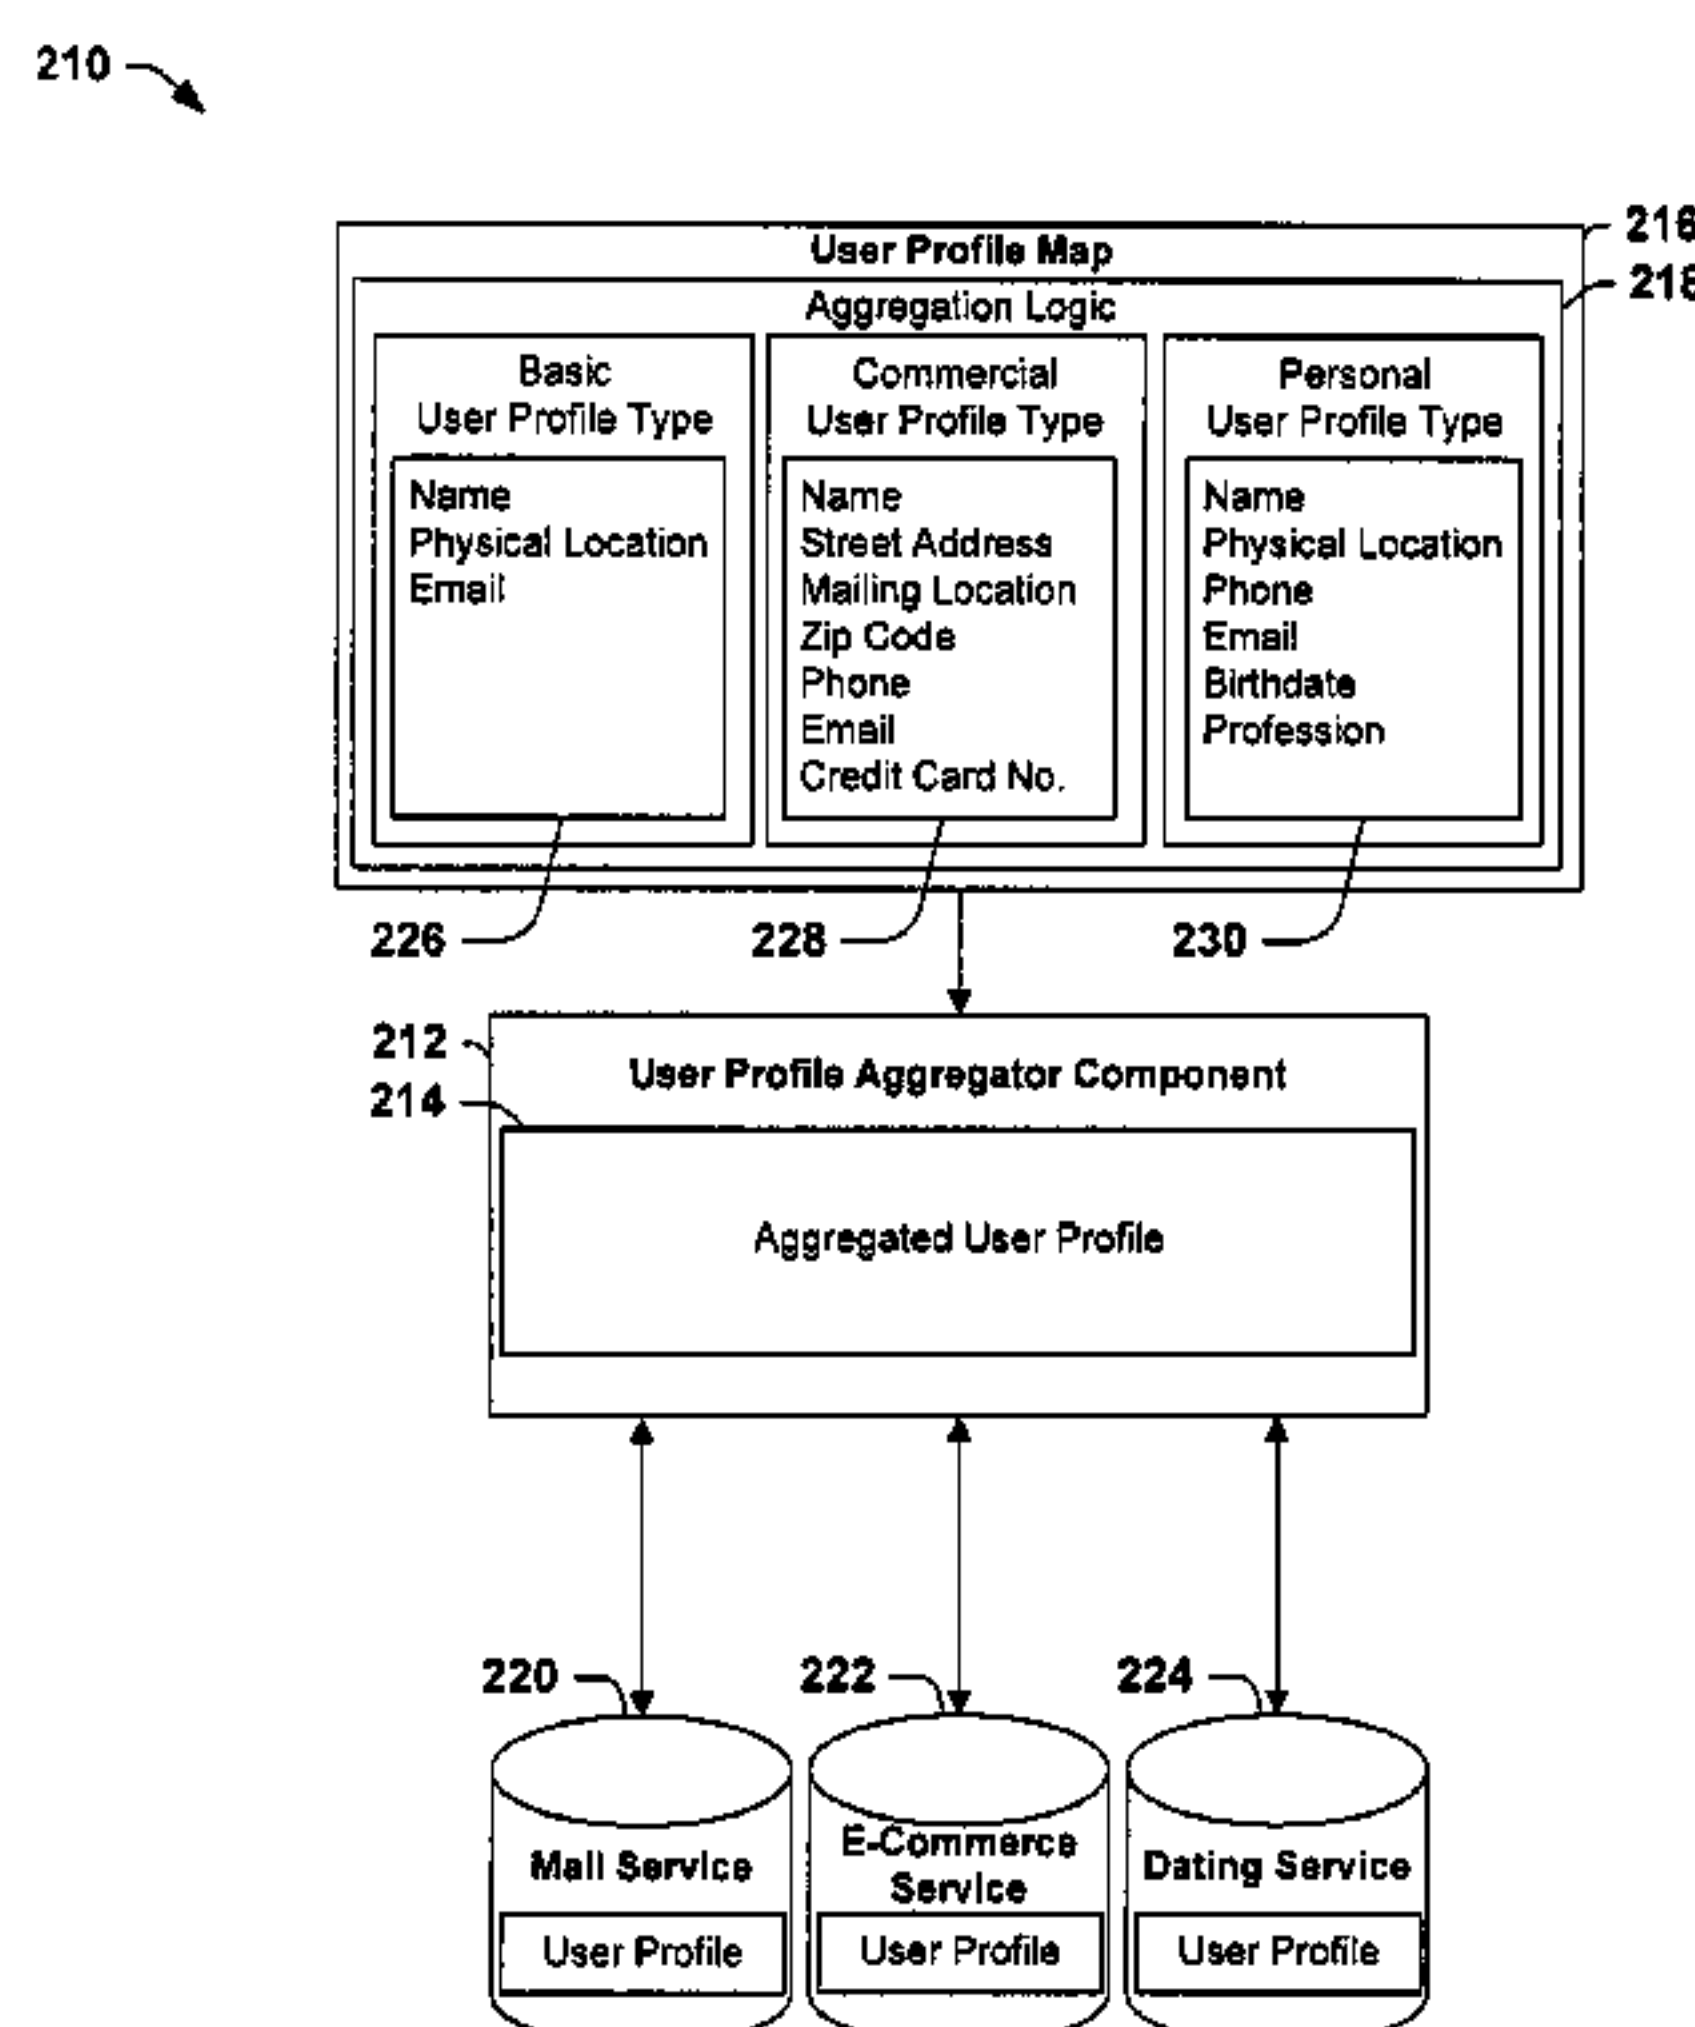 210
User Profile Map
216
Aggregation Logic
Basic
User Profile Type
Name
Physical Location
Email
Commercial
User Profile Type
Name
Street Address
Mailing Location
Zip Code
Phone
Email
Credit Card No.
Personal
User Profile Type
Name
Physical Location
Phone
Email
Birthdate
Profession
226
228
230
212
User Profile Aggregator Component
214
Aggregated User Profile
220
222
224
Mail Service
User Profile
E-Commerce
Service
User Profile
Dating Service
User Profile